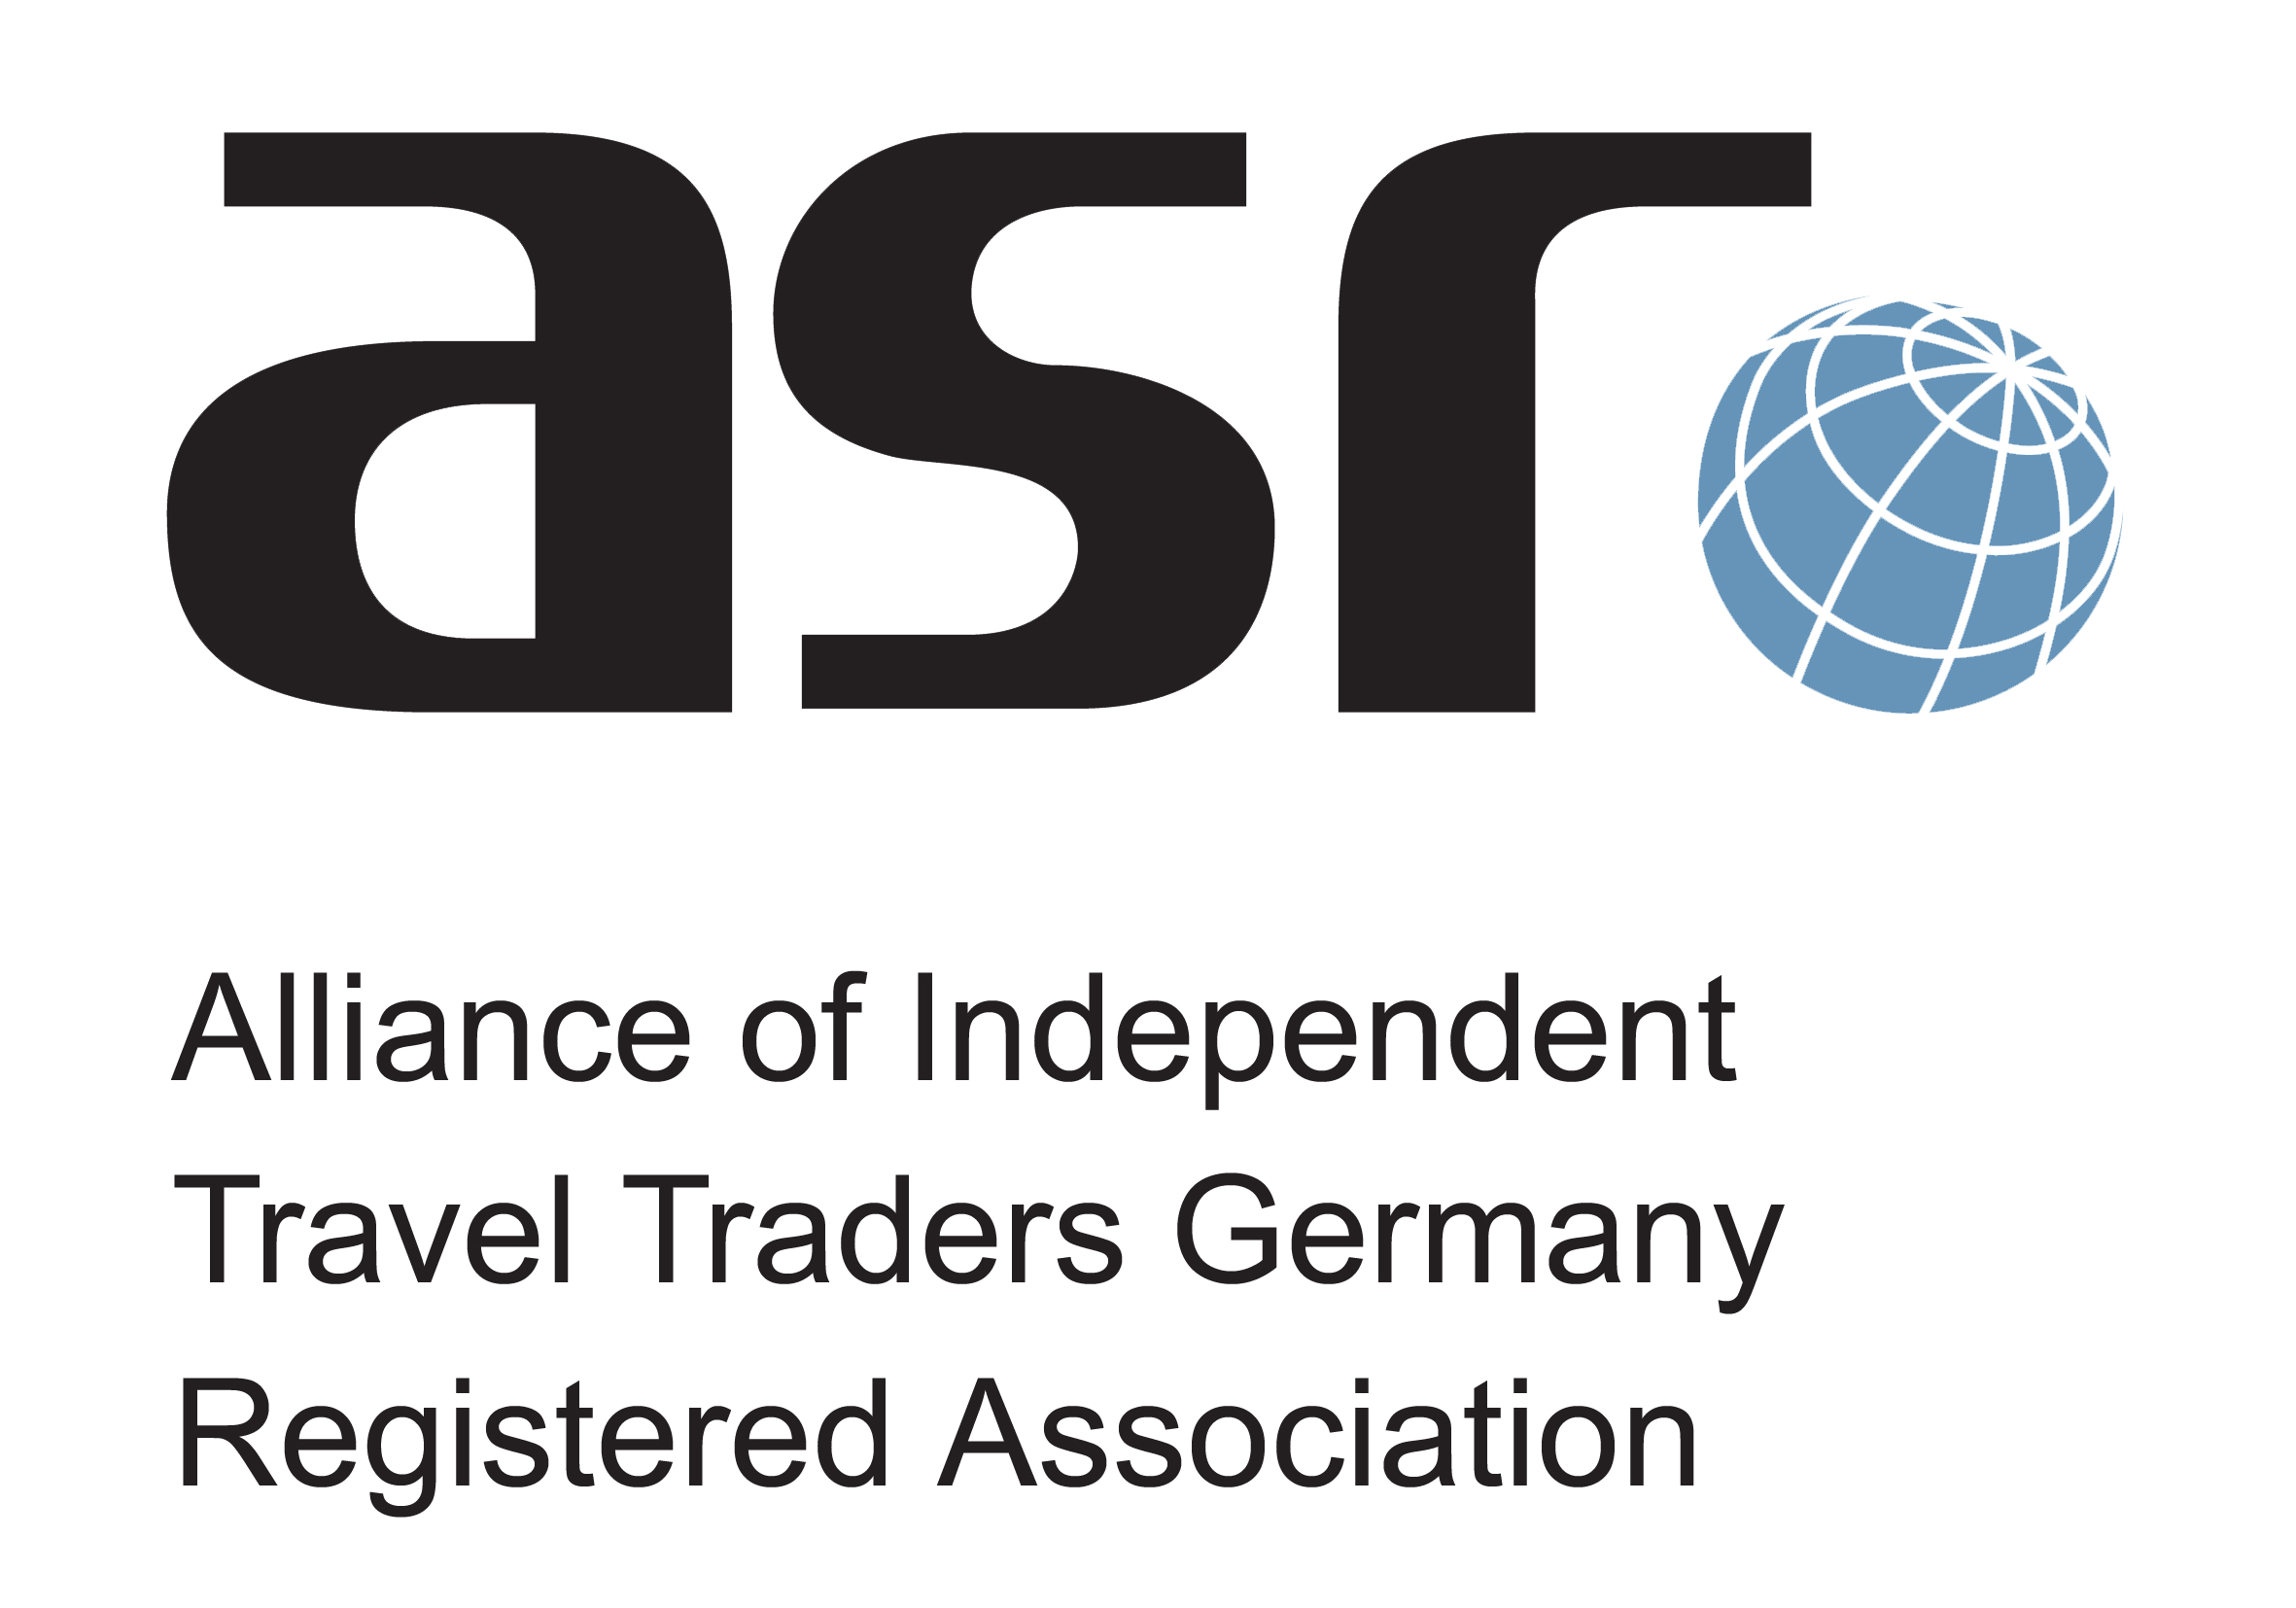 asr
Alliance of Independent
Travel Traders Germany
Registered Association